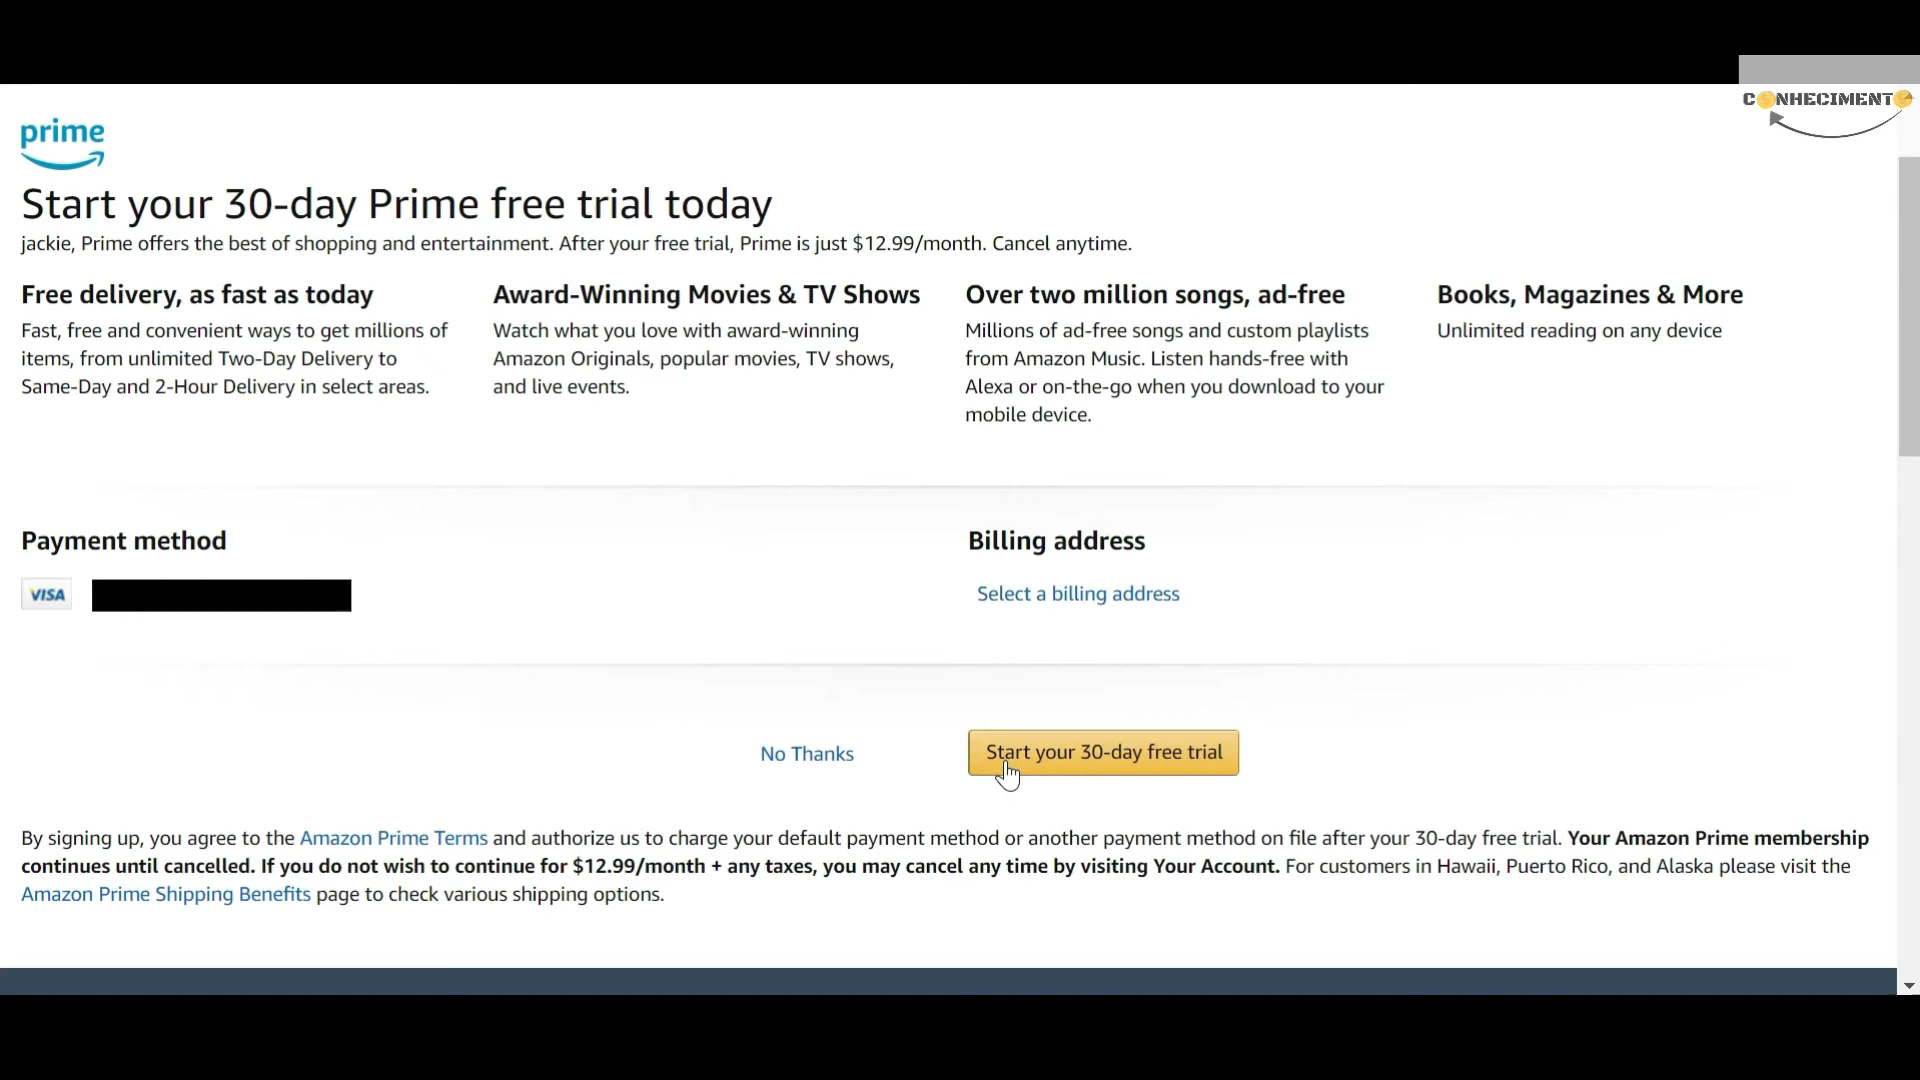 CONHECIMENTO
prime
Start your 30-day Prime free trial today
jackie, Prime offers the best of shopping and entertainment. After your free trial, Prime is just $12.99/month. Cancel anytime.
Free delivery, as fast as today
Fast, free and convenient ways to get millions of
items, from unlimited Two-Day Delivery to
Same-Day and 2-Hour Delivery in select areas.
Award-Winning Movies & TV Shows
Watch what you love with award-winning
Amazon Originals, popular movies, TV shows,
and live events.
Over two million songs, ad-free
Millions of ad-free songs and custom playlists
from Amazon Music. Listen hands-free with
Alexa or on-the-go when you download to your
mobile device.
Books, Magazines & More
Unlimited reading on any device
Payment method
VISA
Billing address
Select a billing address
No Thanks
Start your 30-day free trial
By signing up, you agree to the Amazon Prime Terms and authorize us to charge your default payment method or another payment method on file after your 30-day free trial. Your Amazon Prime membership
continues until cancelled. If you do not wish to continue for $12.99/month + any taxes, you may cancel any time by visiting Your Account. For customers in Hawaii, Puerto Rico, and Alaska please visit the
Amazon Prime Shipping Benefits page to check various shipping options.